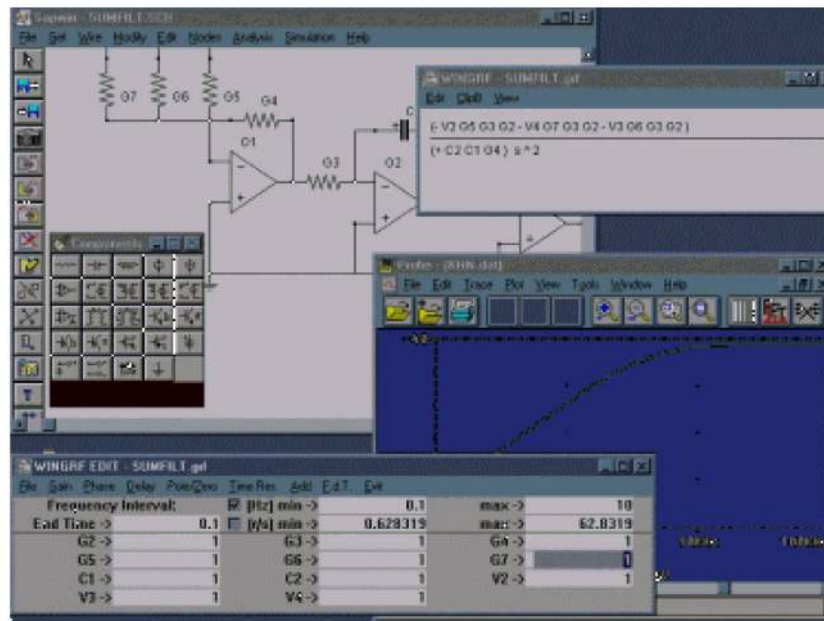 Sapwin - SUMFILT.SCH
File Get Wire Modify Edit Nodes Analysis Simulation Help
G7 G6 G5 G4
O1
G3
O2
C
Components
T
WINGRF - SUMFILT.gd
Edit ClipB View
(- V2 G5 G3 G2 - V4 G7 G3 G2 - V3 G6 G3 G2 )
(+ C2 C1 G4 ) s ^ 2
Probe - [KHN.dat]
File Edit Trace Plot View Tools Window Help
WINGRF EDIT - SUMFILT.gd
File Gain Phase Delay Pole/Zero Time Res. Add Exit
Frequency Interval: [Hz] min -> 0.1 max -> 10
End Time -> 0.1 [r/s] min -> 0.628319 max -> 62.8319
G2 -> 1 G3 -> 1 G4 -> 1
G5 -> 1 G6 -> 1 G7 -> 1
C1 -> 1 C2 -> 1 V2 -> 1
V3 -> 1 V4 -> 1